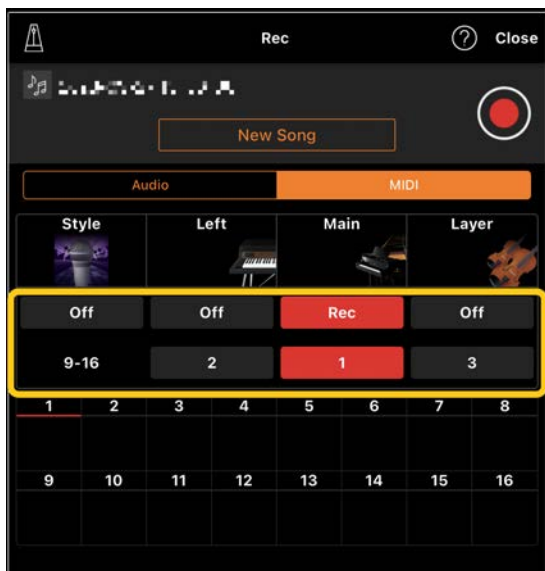 Rec ? Close
New Song
Audio MIDI
Style Left Main Layer
Off Off Rec Off
9-16 2 1 3
1 2 3 4 5 6 7 8
9 10 11 12 13 14 15 16